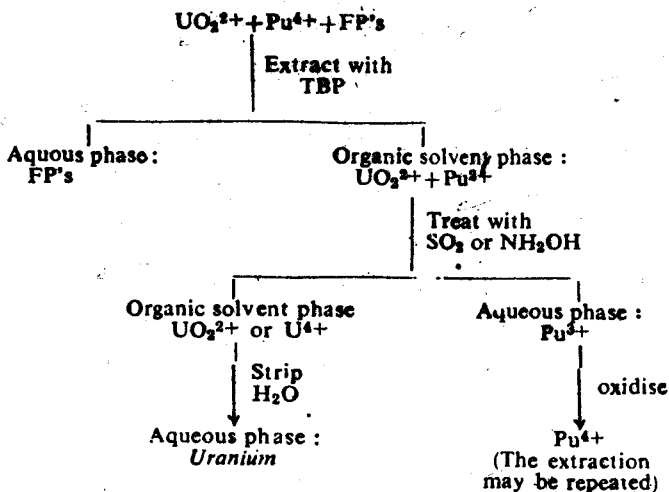 UO₂²⁺+Pu⁴⁺+FP's
Extract with
TBP
Aquous phase :
FP's
Organic solvent phase :
UO₂²⁺+Pu³⁺
Treat with
SO₂ or NH₂OH
Organic solvent phase
UO₂²⁺ or U⁴⁺
Aqueous phase :
Pu³⁺
Strip
H₂O
oxidise
Aqueous phase :
Uranium
Pu⁴⁺
(The extraction
may be repeated)